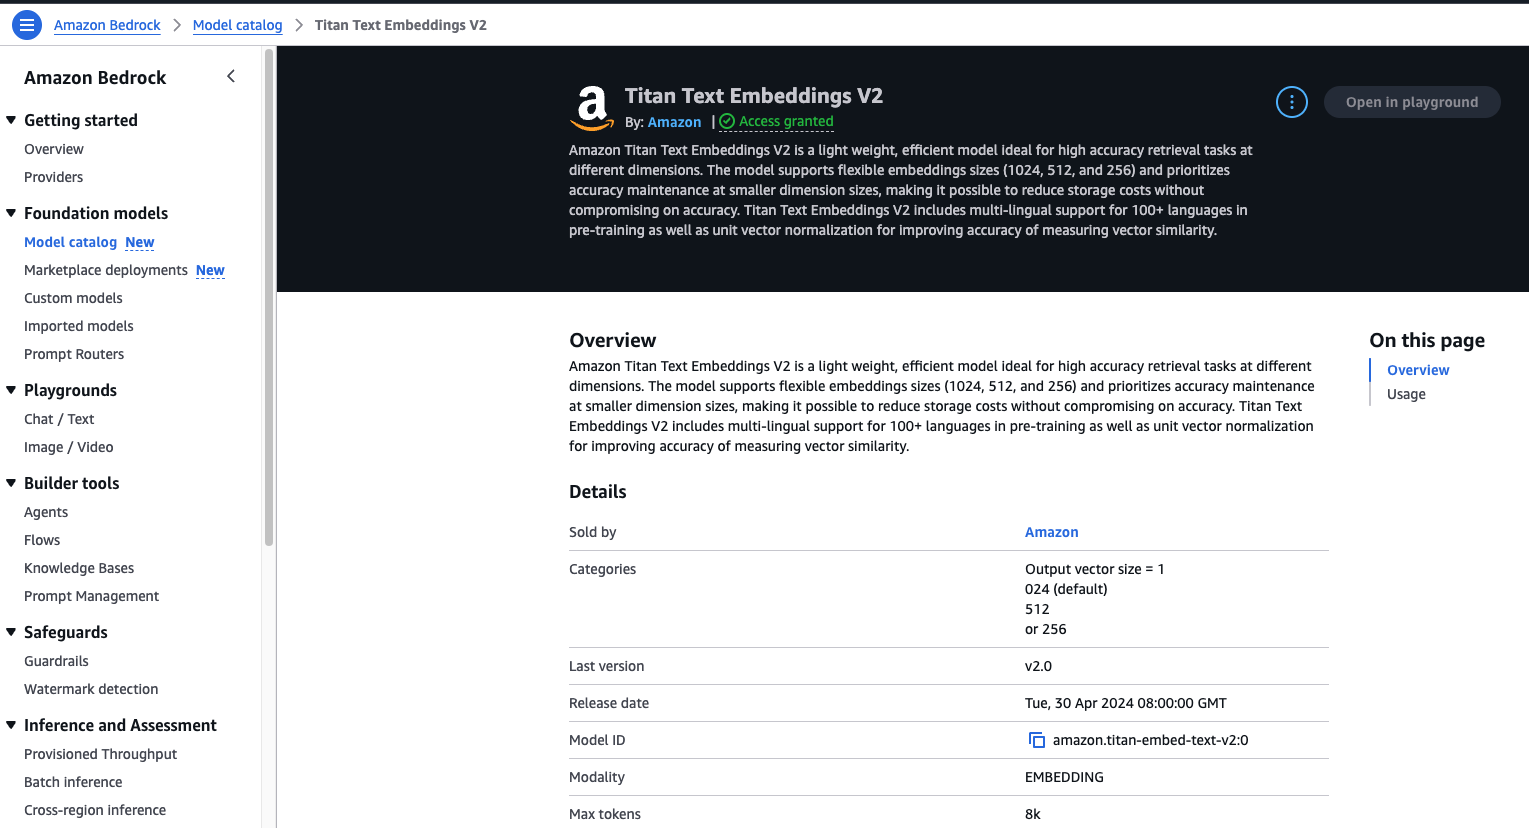 Amazon Bedrock > Model catalog > Titan Text Embeddings V2
Amazon Bedrock
Getting started
Overview
Providers
Foundation models
Model catalog New
Marketplace deployments New
Custom models
Imported models
Prompt Routers
Playgrounds
Chat / Text
Image / Video
Builder tools
Agents
Flows
Knowledge Bases
Prompt Management
Safeguards
Guardrails
Watermark detection
Inference and Assessment
Provisioned Throughput
Batch inference
Cross-region inference
a
Titan Text Embeddings V2
By: Amazon | Access granted
Open in playground
Amazon Titan Text Embeddings V2 is a light weight, efficient model ideal for high accuracy retrieval tasks at
different dimensions. The model supports flexible embeddings sizes (1024, 512, and 256) and prioritizes
accuracy maintenance at smaller dimension sizes, making it possible to reduce storage costs without
compromising on accuracy. Titan Text Embeddings V2 includes multi-lingual support for 100+ languages in
pre-training as well as unit vector normalization for improving accuracy of measuring vector similarity.
Overview
Amazon Titan Text Embeddings V2 is a light weight, efficient model ideal for high accuracy retrieval tasks at different
dimensions. The model supports flexible embeddings sizes (1024, 512, and 256) and prioritizes accuracy maintenance
at smaller dimension sizes, making it possible to reduce storage costs without compromising on accuracy. Titan Text
Embeddings V2 includes multi-lingual support for 100+ languages in pre-training as well as unit vector normalization
for improving accuracy of measuring vector similarity.
Details
Sold by Amazon
Categories Output vector size = 1
024 (default)
512
or 256
Last version v2.0
Release date Tue, 30 Apr 2024 08:00:00 GMT
Model ID amazon.titan-embed-text-v2:0
Modality EMBEDDING
Max tokens 8k
On this page
Overview
Usage